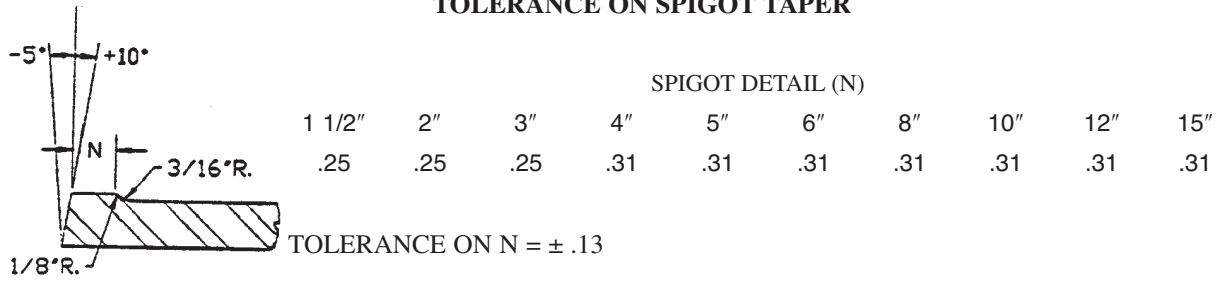 TOLERANCE ON SPIGOT TAPER
-5° +10°
SPIGOT DETAIL (N)
1 1/2″ 2″ 3″ 4″ 5″ 6″ 8″ 10″ 12″ 15″
N
.25 .25 .25 .31 .31 .31 .31 .31 .31 .31
3/16"R.
TOLERANCE ON N = ± .13
1/8"R.